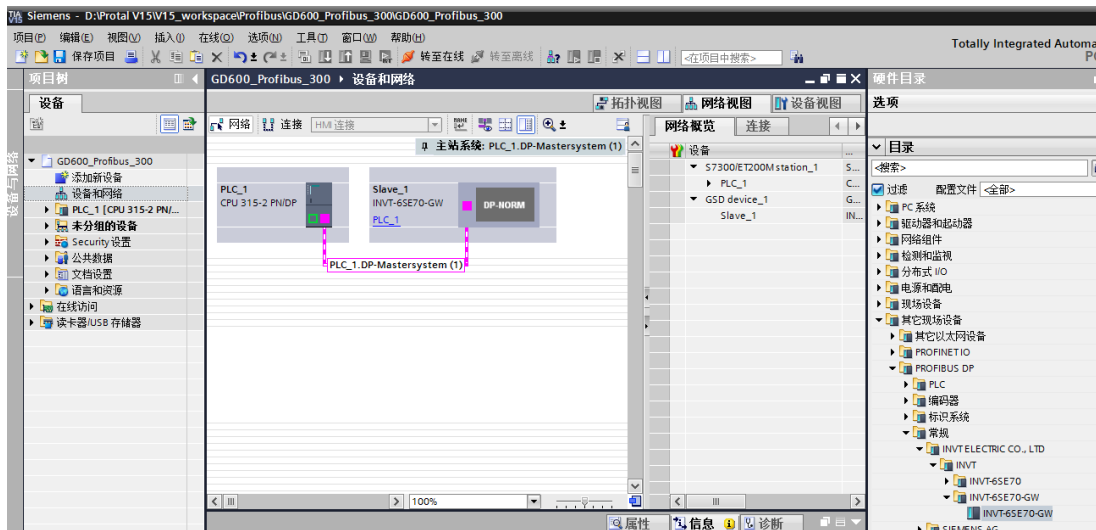 Siemens - D:\Protal V15\V15_workspace\Profibus\GD600_Profibus_300\GD600_Profibus_300
项目(P) 编辑(E) 视图(V) 插入(I) 在线(O) 选项(N) 工具(T) 窗口(W) 帮助(H)
Totally Integrated Automa
保存项目 转至在线 转至离线 <在项目中搜索>
项目树
GD600_Profibus_300 ▸ 设备和网络
硬件目录
设备
拓扑视图 网络视图 设备视图
选项
网络 连接 HMI 连接
网络概览 连接
主站系统: PLC_1.DP-Mastersystem (1)
目录
<搜索>
过滤 配置文件 <全部>
GD600_Profibus_300
添加新设备
设备和网络
PLC_1 [CPU 315-2 PN/...
未分组的设备
Security 设置
公共数据
文档设置
语言和资源
在线访问
读卡器/USB 存储器
PLC_1
CPU 315-2 PN/DP
Slave_1
INVT-6SE70-GW
PLC_1
DP-NORM
PLC_1.DP-Mastersystem (1)
设备 ...
S7300/ET200M station_1 S...
PLC_1 C...
GSD device_1 G...
Slave_1 IN...
PC 系统
驱动器和起动器
网络组件
检测和监视
分布式 I/O
电源和配电
现场设备
其它现场设备
其它以太网设备
PROFINET IO
PROFIBUS DP
PLC
编码器
标识系统
常规
INVT ELECTRIC CO., LTD
INVT
INVT-6SE70
INVT-6SE70-GW
INVT-6SE70-GW
SIEMENS AG
100%
属性 信息 诊断